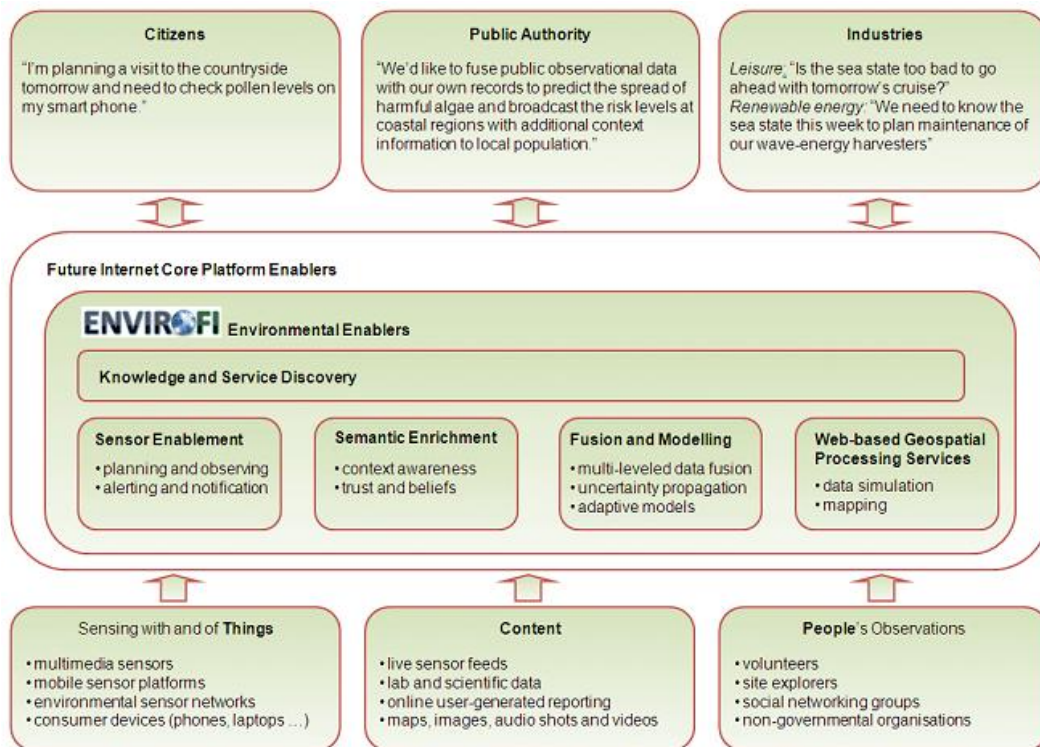 Citizens
“I’m planning a visit to the countryside
tomorrow and need to check pollen levels on
my smart phone.”
Public Authority
“We’d like to fuse public observational data
with our own records to predict the spread of
harmful algae and broadcast the risk levels at
coastal regions with additional context
information to local population.”
Industries
Leisure: “Is the sea state too bad to go
ahead with tomorrow’s cruise?”
Renewable energy: “We need to know the
sea state this week to plan maintenance of
our wave-energy harvesters”
Future Internet Core Platform Enablers
ENVIROFI Environmental Enablers
Knowledge and Service Discovery
Sensor Enablement
• planning and observing
• alerting and notification
Semantic Enrichment
• context awareness
• trust and beliefs
Fusion and Modelling
• multi-leveled data fusion
• uncertainty propagation
• adaptive models
Web-based Geospatial
Processing Services
• data simulation
• mapping
Sensing with and of Things
• multimedia sensors
• mobile sensor platforms
• environmental sensor networks
• consumer devices (phones, laptops ...)
Content
• live sensor feeds
• lab and scientific data
• online user-generated reporting
• maps, images, audio shots and videos
People’s Observations
• volunteers
• site explorers
• social networking groups
• non-governmental organisations